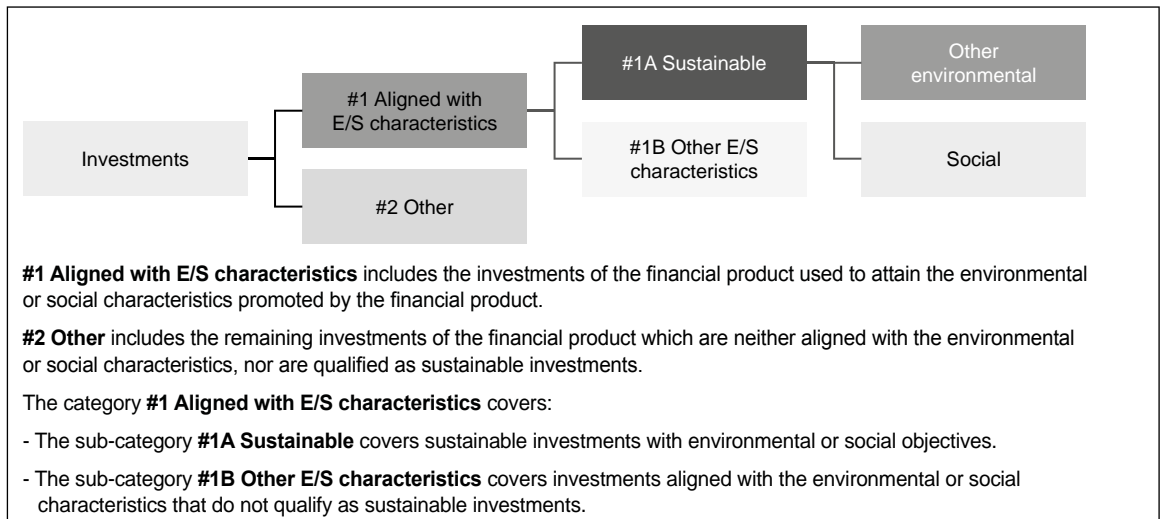 Investments
#1 Aligned with
E/S characteristics
#2 Other
#1A Sustainable
#1B Other E/S
characteristics
Other
environmental
Social
#1 Aligned with E/S characteristics includes the investments of the financial product used to attain the environmental
or social characteristics promoted by the financial product.
#2 Other includes the remaining investments of the financial product which are neither aligned with the environmental
or social characteristics, nor are qualified as sustainable investments.
The category #1 Aligned with E/S characteristics covers:
- The sub-category #1A Sustainable covers sustainable investments with environmental or social objectives.
- The sub-category #1B Other E/S characteristics covers investments aligned with the environmental or social
characteristics that do not qualify as sustainable investments.